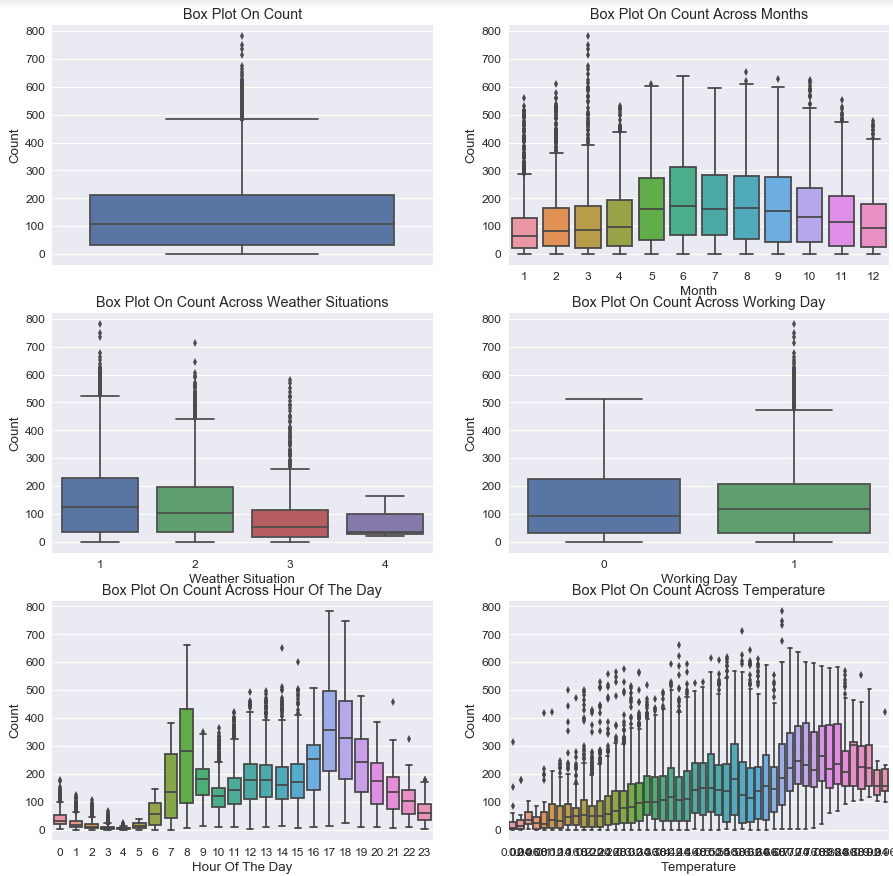 Box Plot On Count
Count
800
700
600
500
400
300
200
100
0
Box Plot On Count Across Months
Count
800
700
600
500
400
300
200
100
0
1 2 3 4 5 6 7 8 9 10 11 12
Month
Box Plot On Count Across Weather Situations
Count
800
700
600
500
400
300
200
100
0
1 2 3 4
Weather Situation
Box Plot On Count Across Working Day
Count
800
700
600
500
400
300
200
100
0
0 1
Working Day
Box Plot On Count Across Hour Of The Day
Count
800
700
600
500
400
300
200
100
0
0 1 2 3 4 5 6 7 8 9 10 11 12 13 14 15 16 17 18 19 20 21 22 23
Hour Of The Day
Box Plot On Count Across Temperature
Count
800
700
600
500
400
300
200
100
0
Temperature